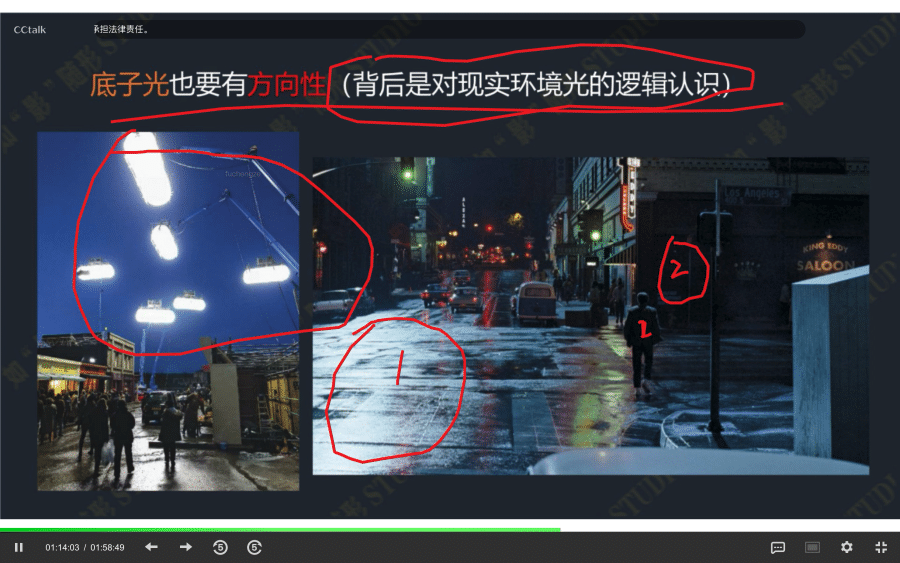 CCtalk
承担法律责任。
底子光也要有方向性(背后是对现实环境光的逻辑认识)
Los Angeles
KING EDDY
SALOON
1
2
2
01:14:03 / 01:58:49
5
5